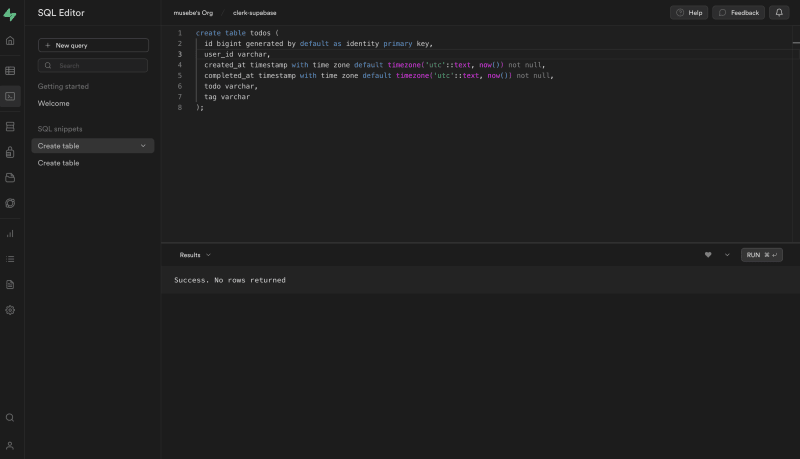 SQL Editor
musebe's Org / clerk-supabase
Help
Feedback
+ New query
Search
Getting started
Welcome
SQL snippets
Create table
Create table
1 create table todos (
2 id bigint generated by default as identity primary key,
3 user_id varchar,
4 created_at timestamp with time zone default timezone('utc'::text, now()) not null,
5 completed_at timestamp with time zone default timezone('utc'::text, now()) not null,
6 todo varchar,
7 tag varchar
8 );
Results
RUN ⌘ ↵
Success. No rows returned